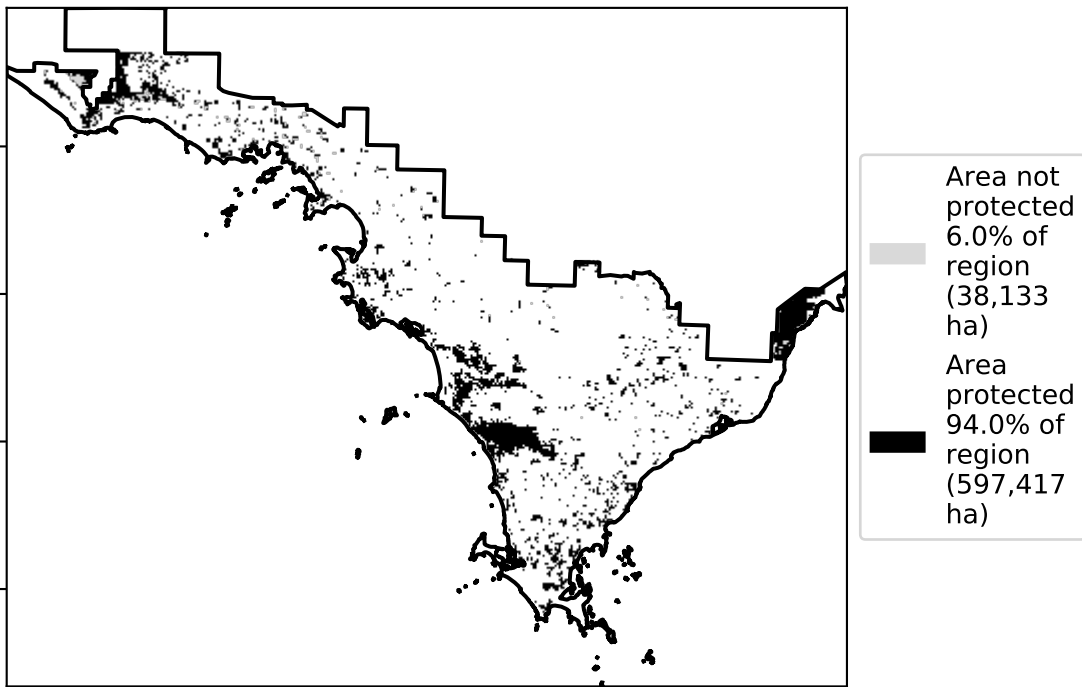 Area not
protected
6.0% of
region
(38,133
ha)
Area
protected
94.0% of
region
(597,417
ha)